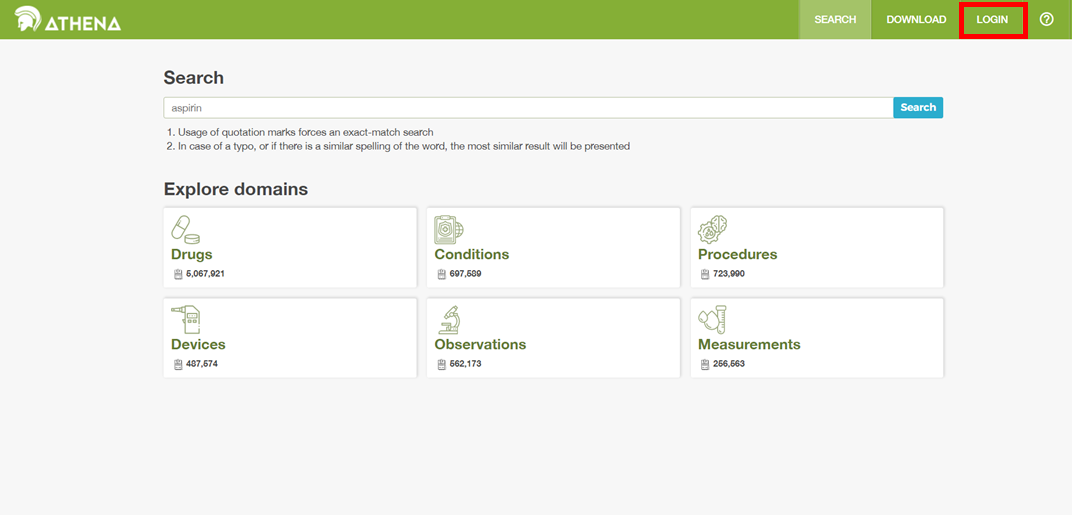 ATHENA
SEARCH
DOWNLOAD
LOGIN
?
Search
aspirin
Search
1. Usage of quotation marks forces an exact-match search
2. In case of a typo, or if there is a similar spelling of the word, the most similar result will be presented
Explore domains
Drugs
5,067,921
Conditions
697,589
Procedures
723,990
Devices
487,574
Observations
562,173
Measurements
256,563